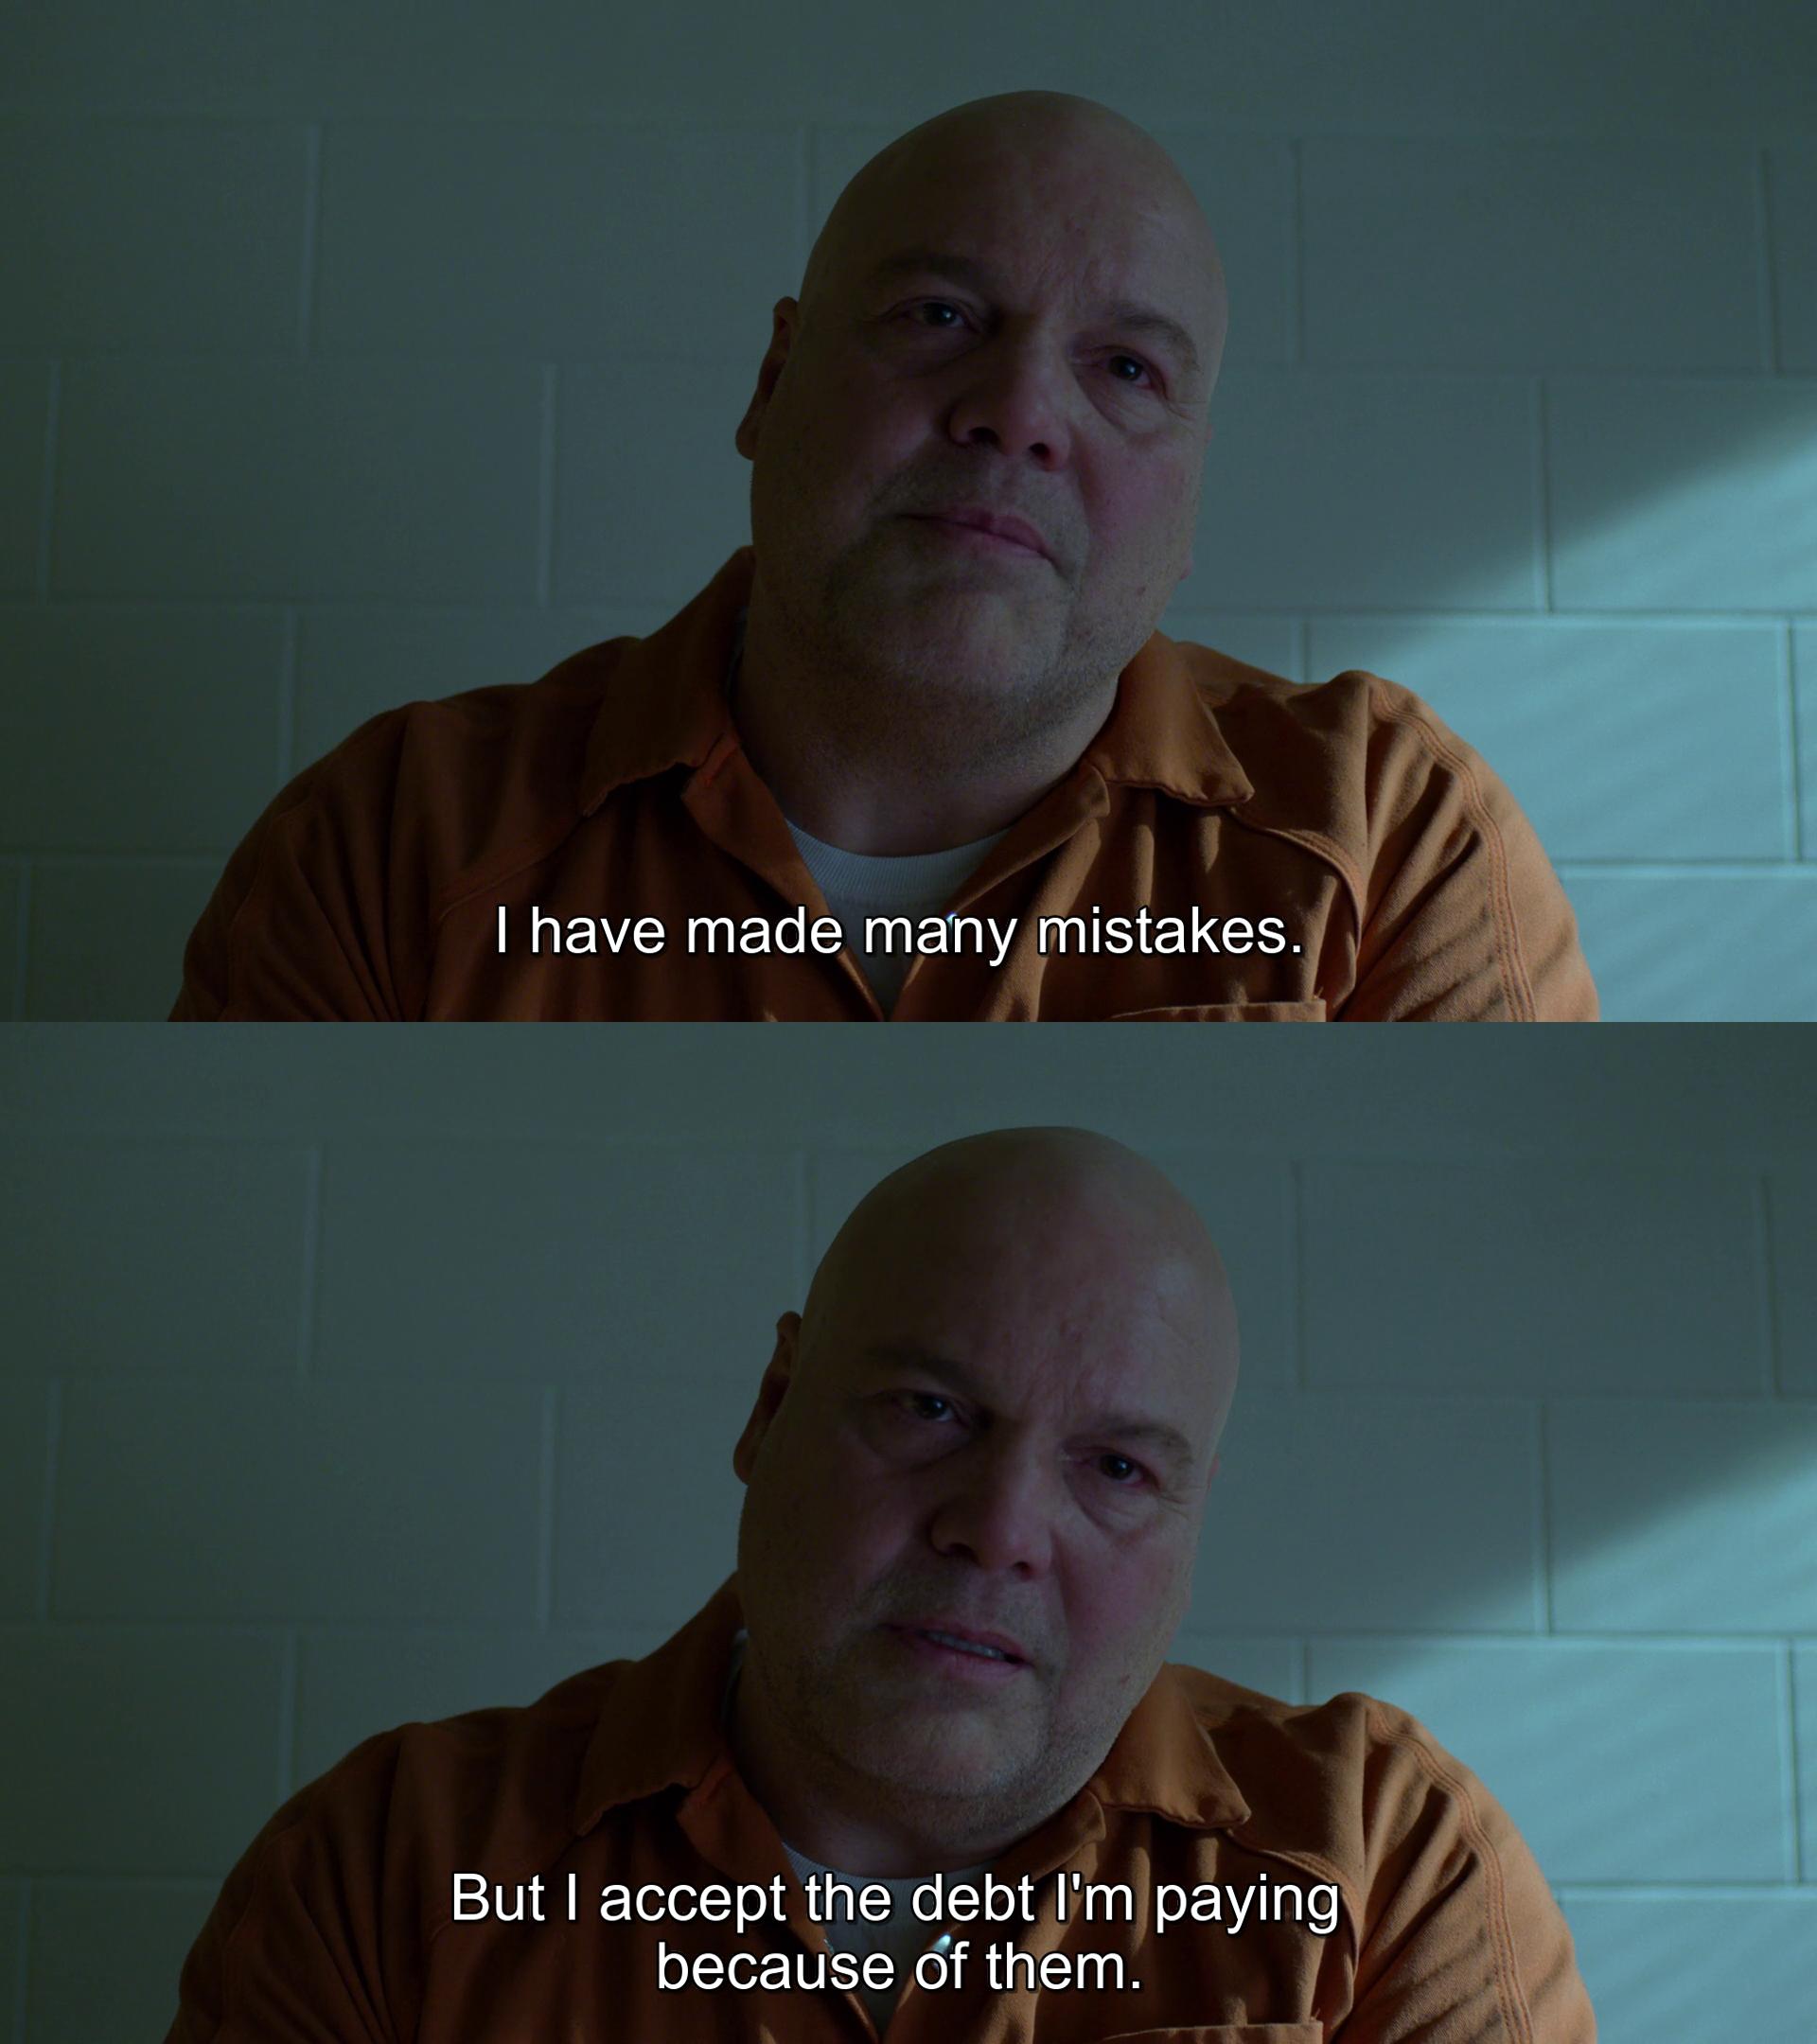 I have made many mistakes.
But I accept the debt I'm paying
because of them.